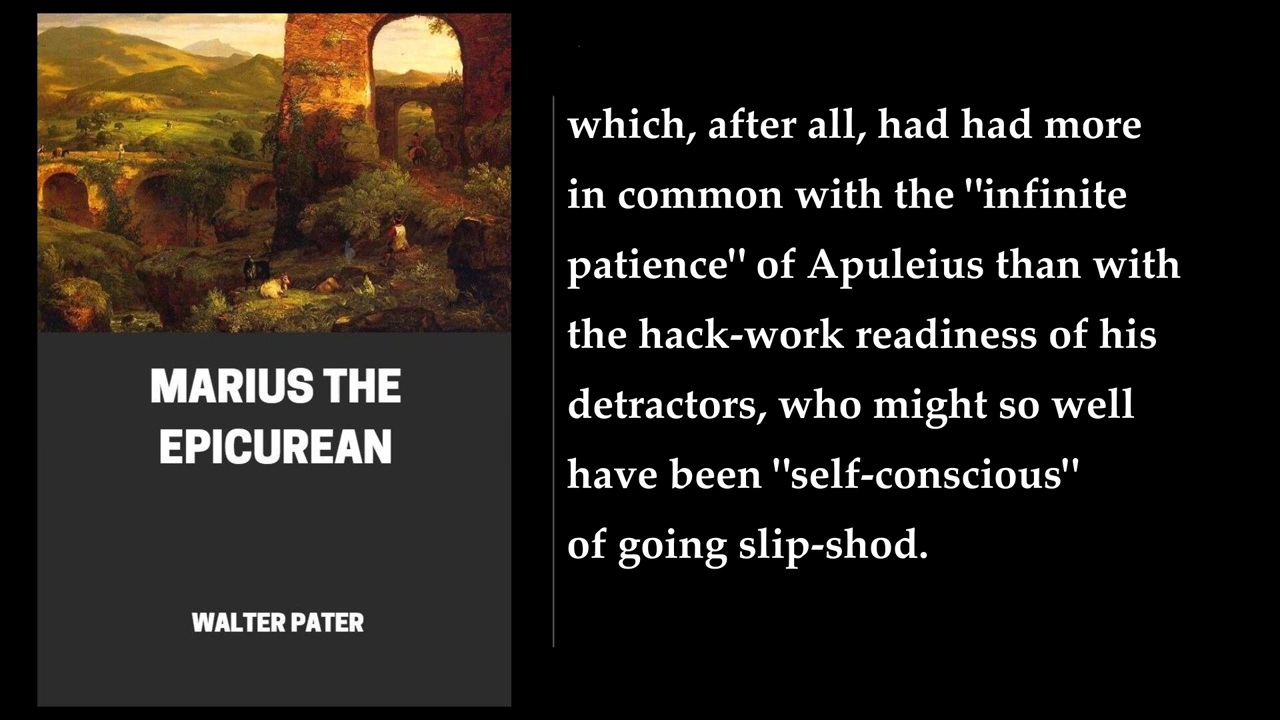 MARIUS THE
EPICUREAN
WALTER PATER
which, after all, had had more
in common with the "infinite
patience" of Apuleius than with
the hack-work readiness of his
detractors, who might so well
have been "self-conscious"
of going slip-shod.